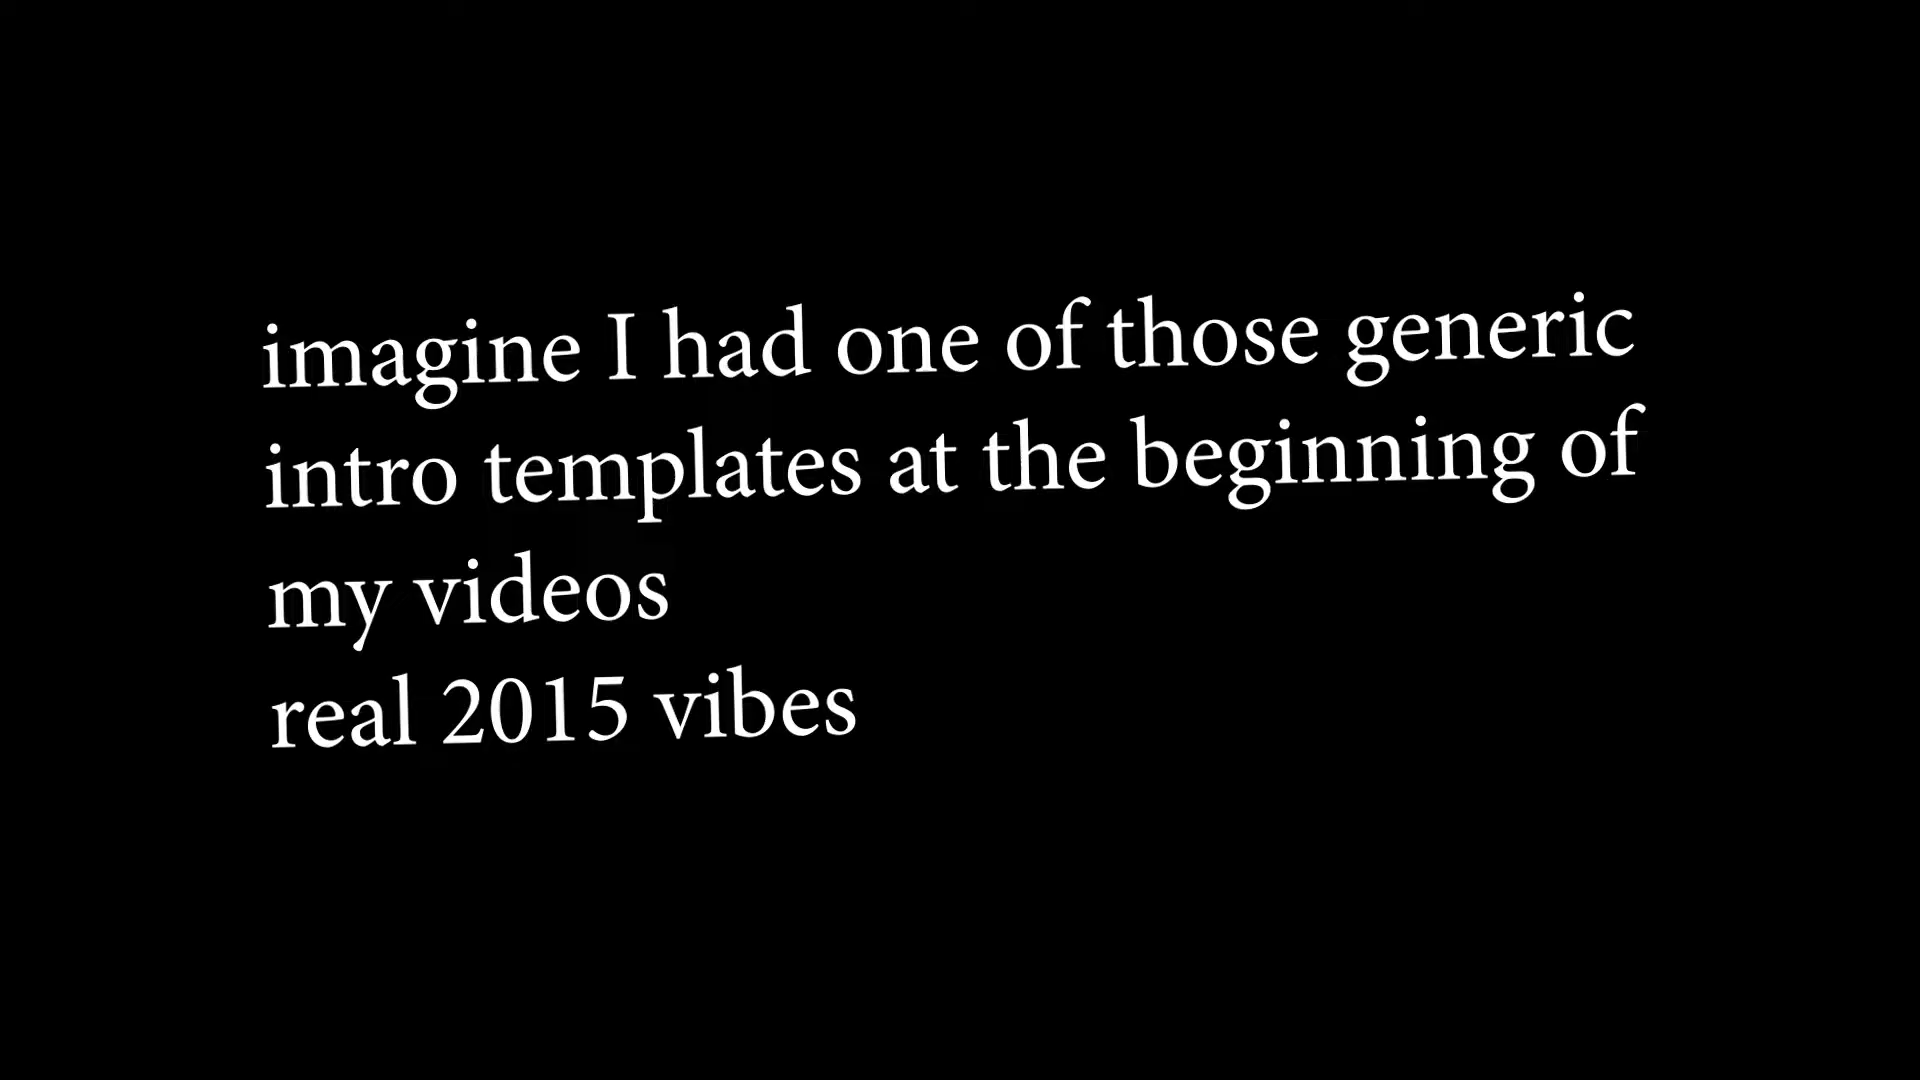 imagine I had one of those generic
intro templates at the beginning of
my videos
real 2015 vibes